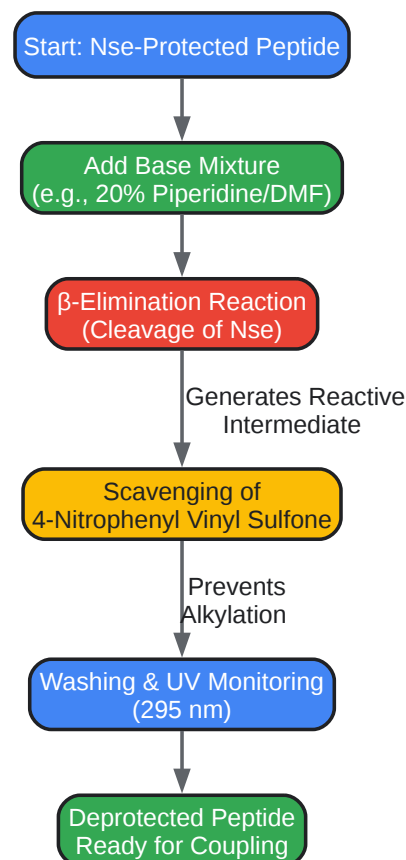 Start: Nse-Protected Peptide
Add Base Mixture
(e.g., 20% Piperidine/DMF)
β-Elimination Reaction
(Cleavage of Nse)
Generates Reactive
Intermediate
Scavenging of
4-Nitrophenyl Vinyl Sulfone
Prevents
Alkylation
Washing & UV Monitoring
(295 nm)
Deprotected Peptide
Ready for Coupling